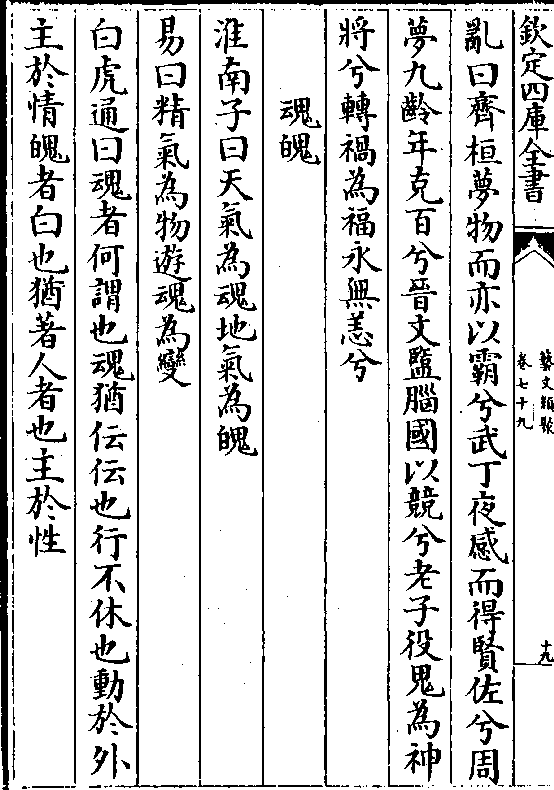 欽定四庫全書
藝文類聚
卷七十九
十九
亂曰齊桓夢物而亦以霸兮武丁夜感而得賢佐兮周
夢九齡年克百兮晉文盬腦國以競兮老子役鬼為神
將兮轉禍為福永無恙兮
魂魄
淮南子曰天氣為魂地氣為魄
易曰精氣為物遊魂為變
白虎通曰魂者何謂也魂猶伝伝也行不休也動於外
主於情魄者白也猶著人者也主於性